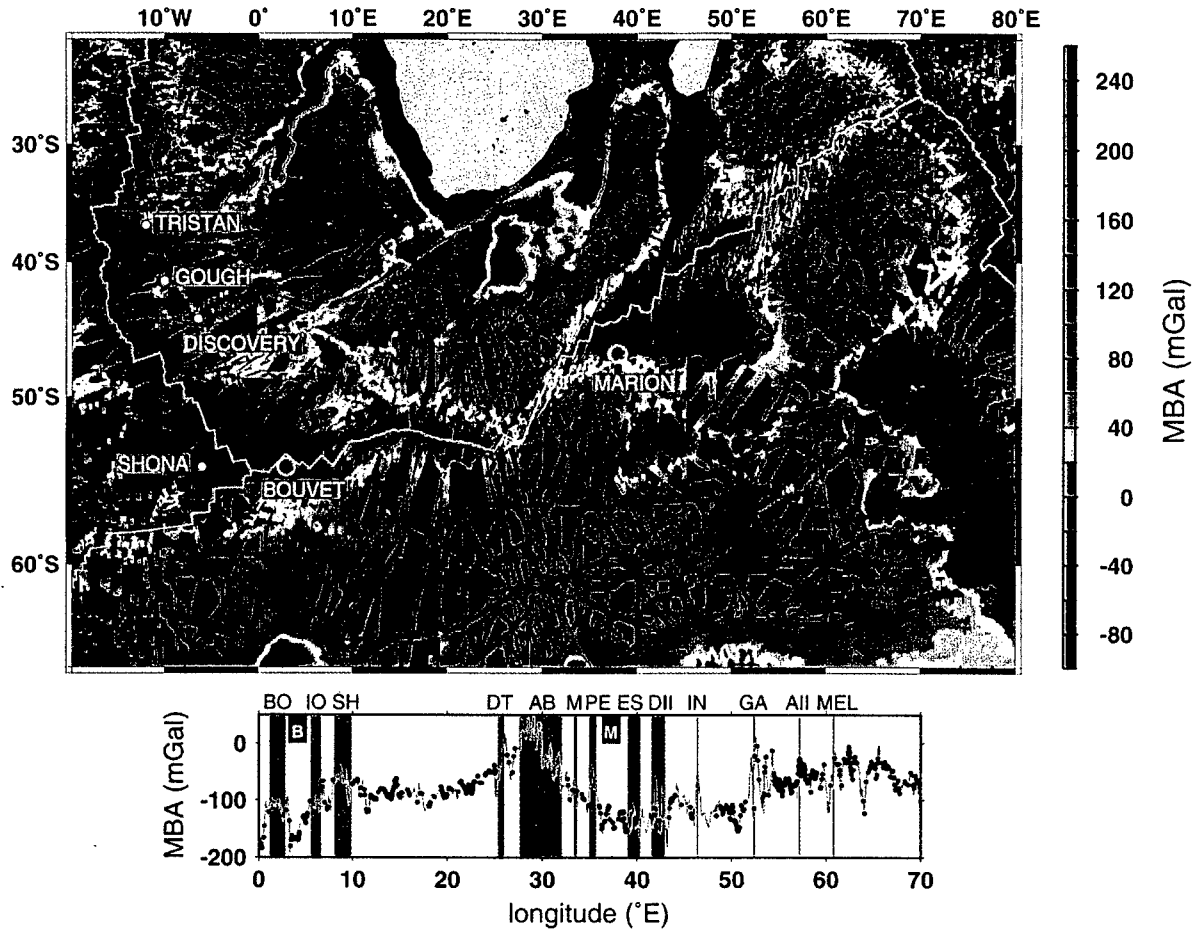 10˚W 0˚ 10˚E 20˚E 30˚E 40˚E 50˚E 60˚E 70˚E 80˚E
30˚S
40˚S
50˚S
60˚S
TRISTAN
GOUGH
DISCOVERY
MARION
SHONA
BOUVET
240
200
160
120
80
40
0
-40
-80
MBA (mGal)
BO IO SH DT AB M PE ES DII IN GA AII MEL
B M
0
-100
-200
MBA (mGal)
0 10 20 30 40 50 60 70
longitude (˚E)